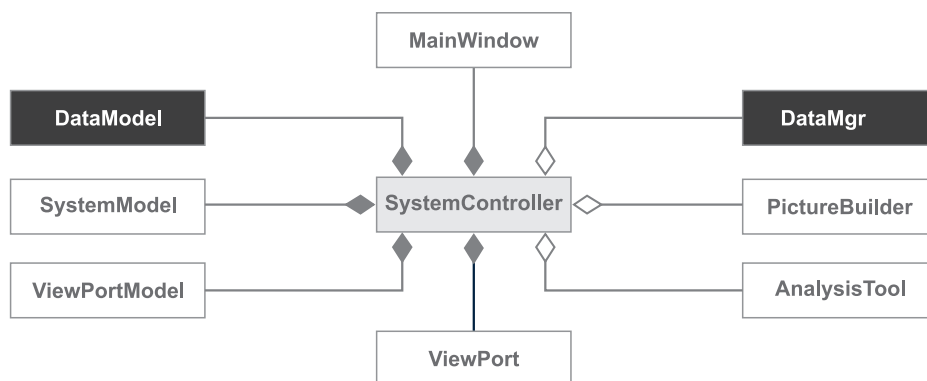 MainWindow
DataModel
DataMgr
SystemModel
SystemController
PictureBuilder
ViewPortModel
AnalysisTool
ViewPort